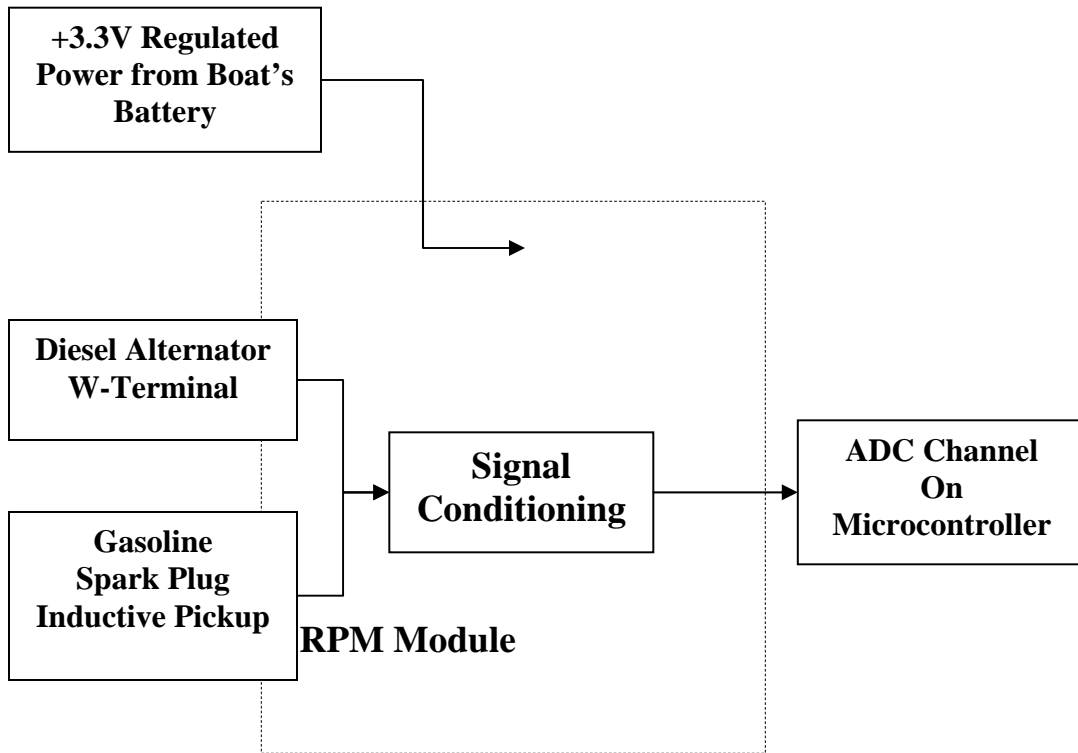 +3.3V Regulated
Power from Boat’s
Battery
Diesel Alternator
W-Terminal
Signal
Conditioning
ADC Channel
On
Microcontroller
Gasoline
Spark Plug
Inductive Pickup
RPM Module